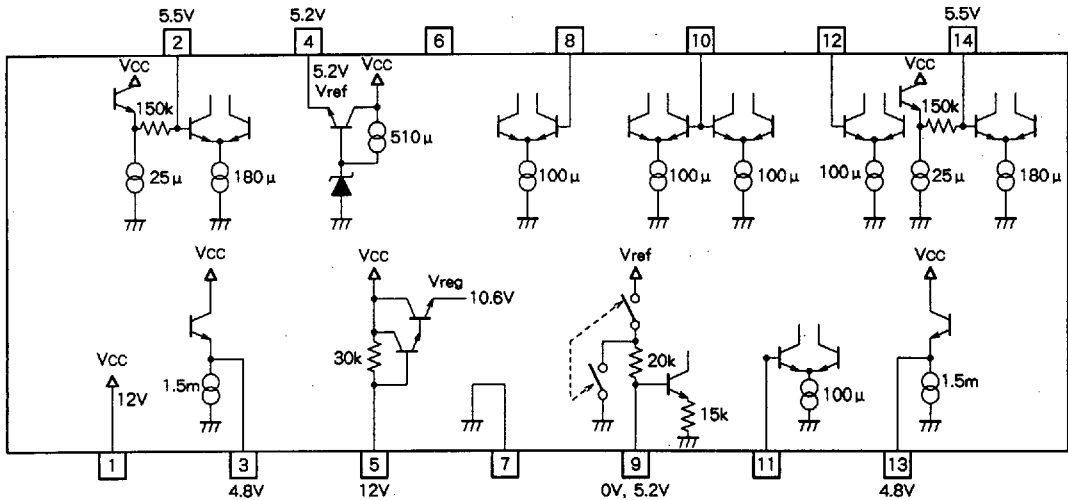 5.5V 5.2V 5.5V
2 4 6 8 10 12 14
Vcc 5.2V Vcc Vcc
Vref
150k 150k
510μ
25μ 180μ 100μ 100μ 100μ 100μ 25μ 180μ
Vcc Vcc Vref Vcc
Vreg
10.6V
Vcc 30k 20k
12V 1.5m 15k 100μ 1.5m
1 3 5 7 9 11 13
4.8V 12V 0V, 5.2V 4.8V